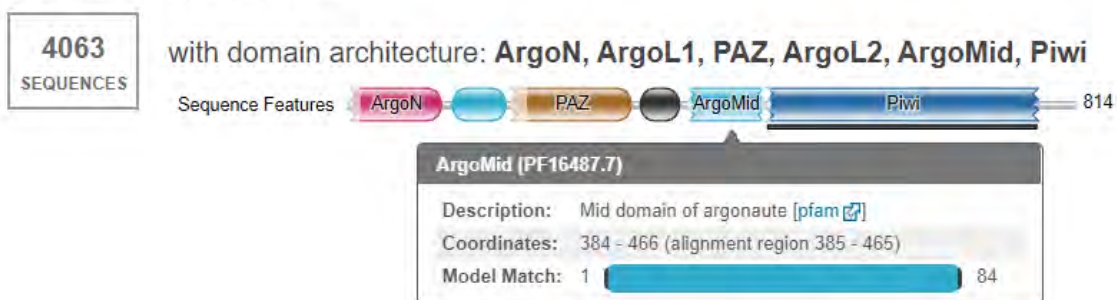 4063
SEQUENCES
with domain architecture: ArgoN, ArgoL1, PAZ, ArgoL2, ArgoMid, Piwi
Sequence Features ArgoN PAZ ArgoMid Piwi 814
ArgoMid (PF16487.7)
Description: Mid domain of argonaute [pfam]
Coordinates: 384 - 466 (alignment region 385 - 465)
Model Match: 1 84